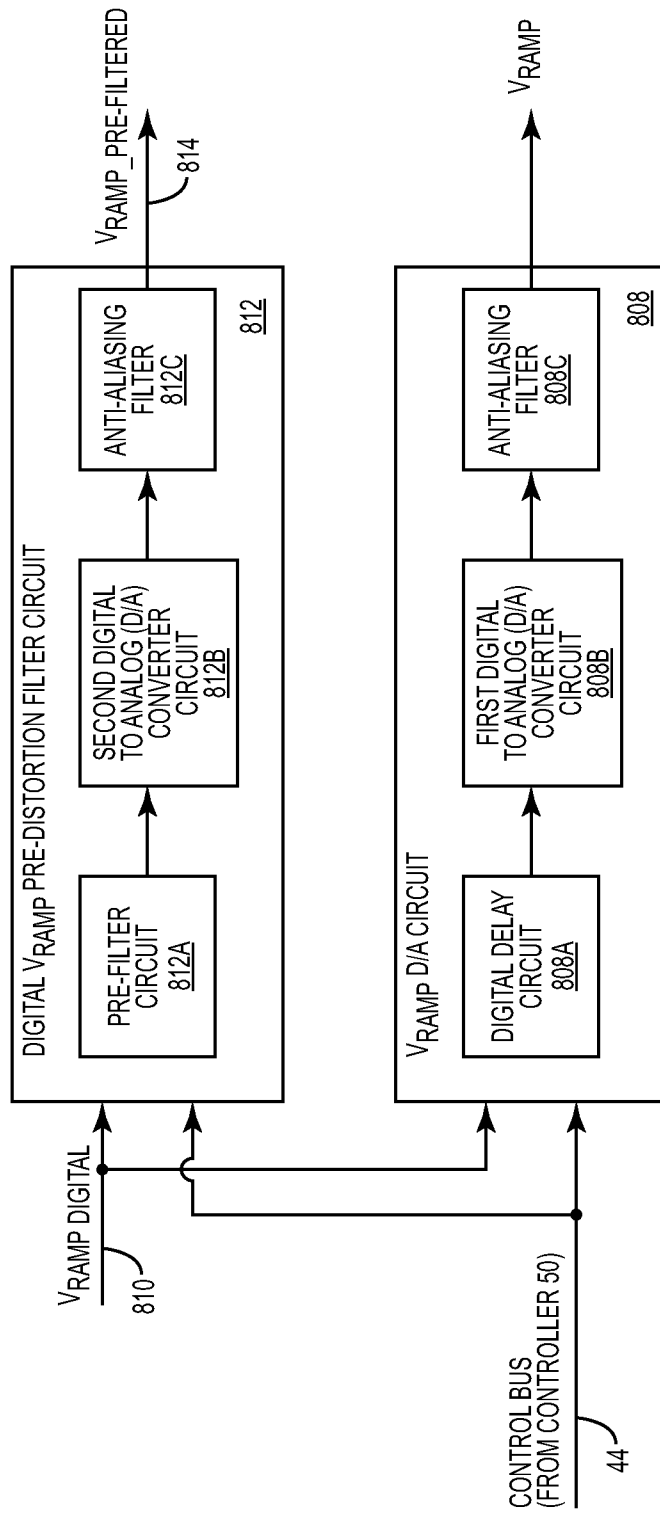 DIGITAL VRAMP PRE-DISTORTION FILTER CIRCUIT
VRAMP DIGITAL
810
PRE-FILTER
CIRCUIT
812A
SECOND DIGITAL
TO ANALOG (D/A)
CONVERTER
CIRCUIT
812B
ANTI-ALIASING
FILTER
812C
812
VRAMP_PRE-FILTERED
814
CONTROL BUS
(FROM CONTROLLER 50)
44
VRAMP D/A CIRCUIT
DIGITAL DELAY
CIRCUIT
808A
FIRST DIGITAL
TO ANALOG (D/A)
CONVERTER
CIRCUIT
808B
ANTI-ALIASING
FILTER
808C
808
VRAMP